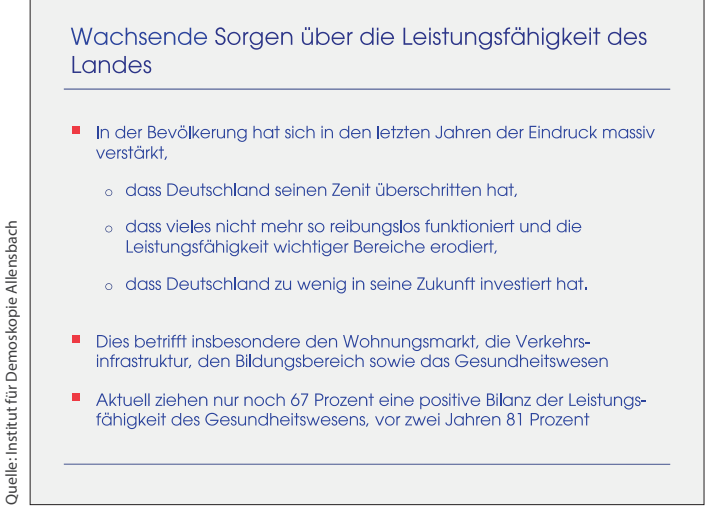 Wachsende Sorgen über die Leistungsfähigkeit des
Landes
In der Bevölkerung hat sich in den letzten Jahren der Eindruck massiv
verstärkt,
dass Deutschland seinen Zenit überschritten hat,
dass vieles nicht mehr so reibungslos funktioniert und die
Leistungsfähigkeit wichtiger Bereiche erodiert,
dass Deutschland zu wenig in seine Zukunft investiert hat.
Dies betrifft insbesondere den Wohnungsmarkt, die Verkehrs-
infrastruktur, den Bildungsbereich sowie das Gesundheitswesen
Aktuell ziehen nur noch 67 Prozent eine positive Bilanz der Leistungs-
fähigkeit des Gesundheitswesens, vor zwei Jahren 81 Prozent
Quelle: Institut für Demoskopie Allensbach